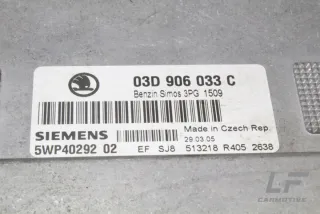 03D 906 033 C
Benzin Simos 3PG 1509
Made in Czech Rep.
SIEMENS 29.03.05
5WP40292 02 EF SJ8 513218 R405 2638
LF
CARMOTIVE